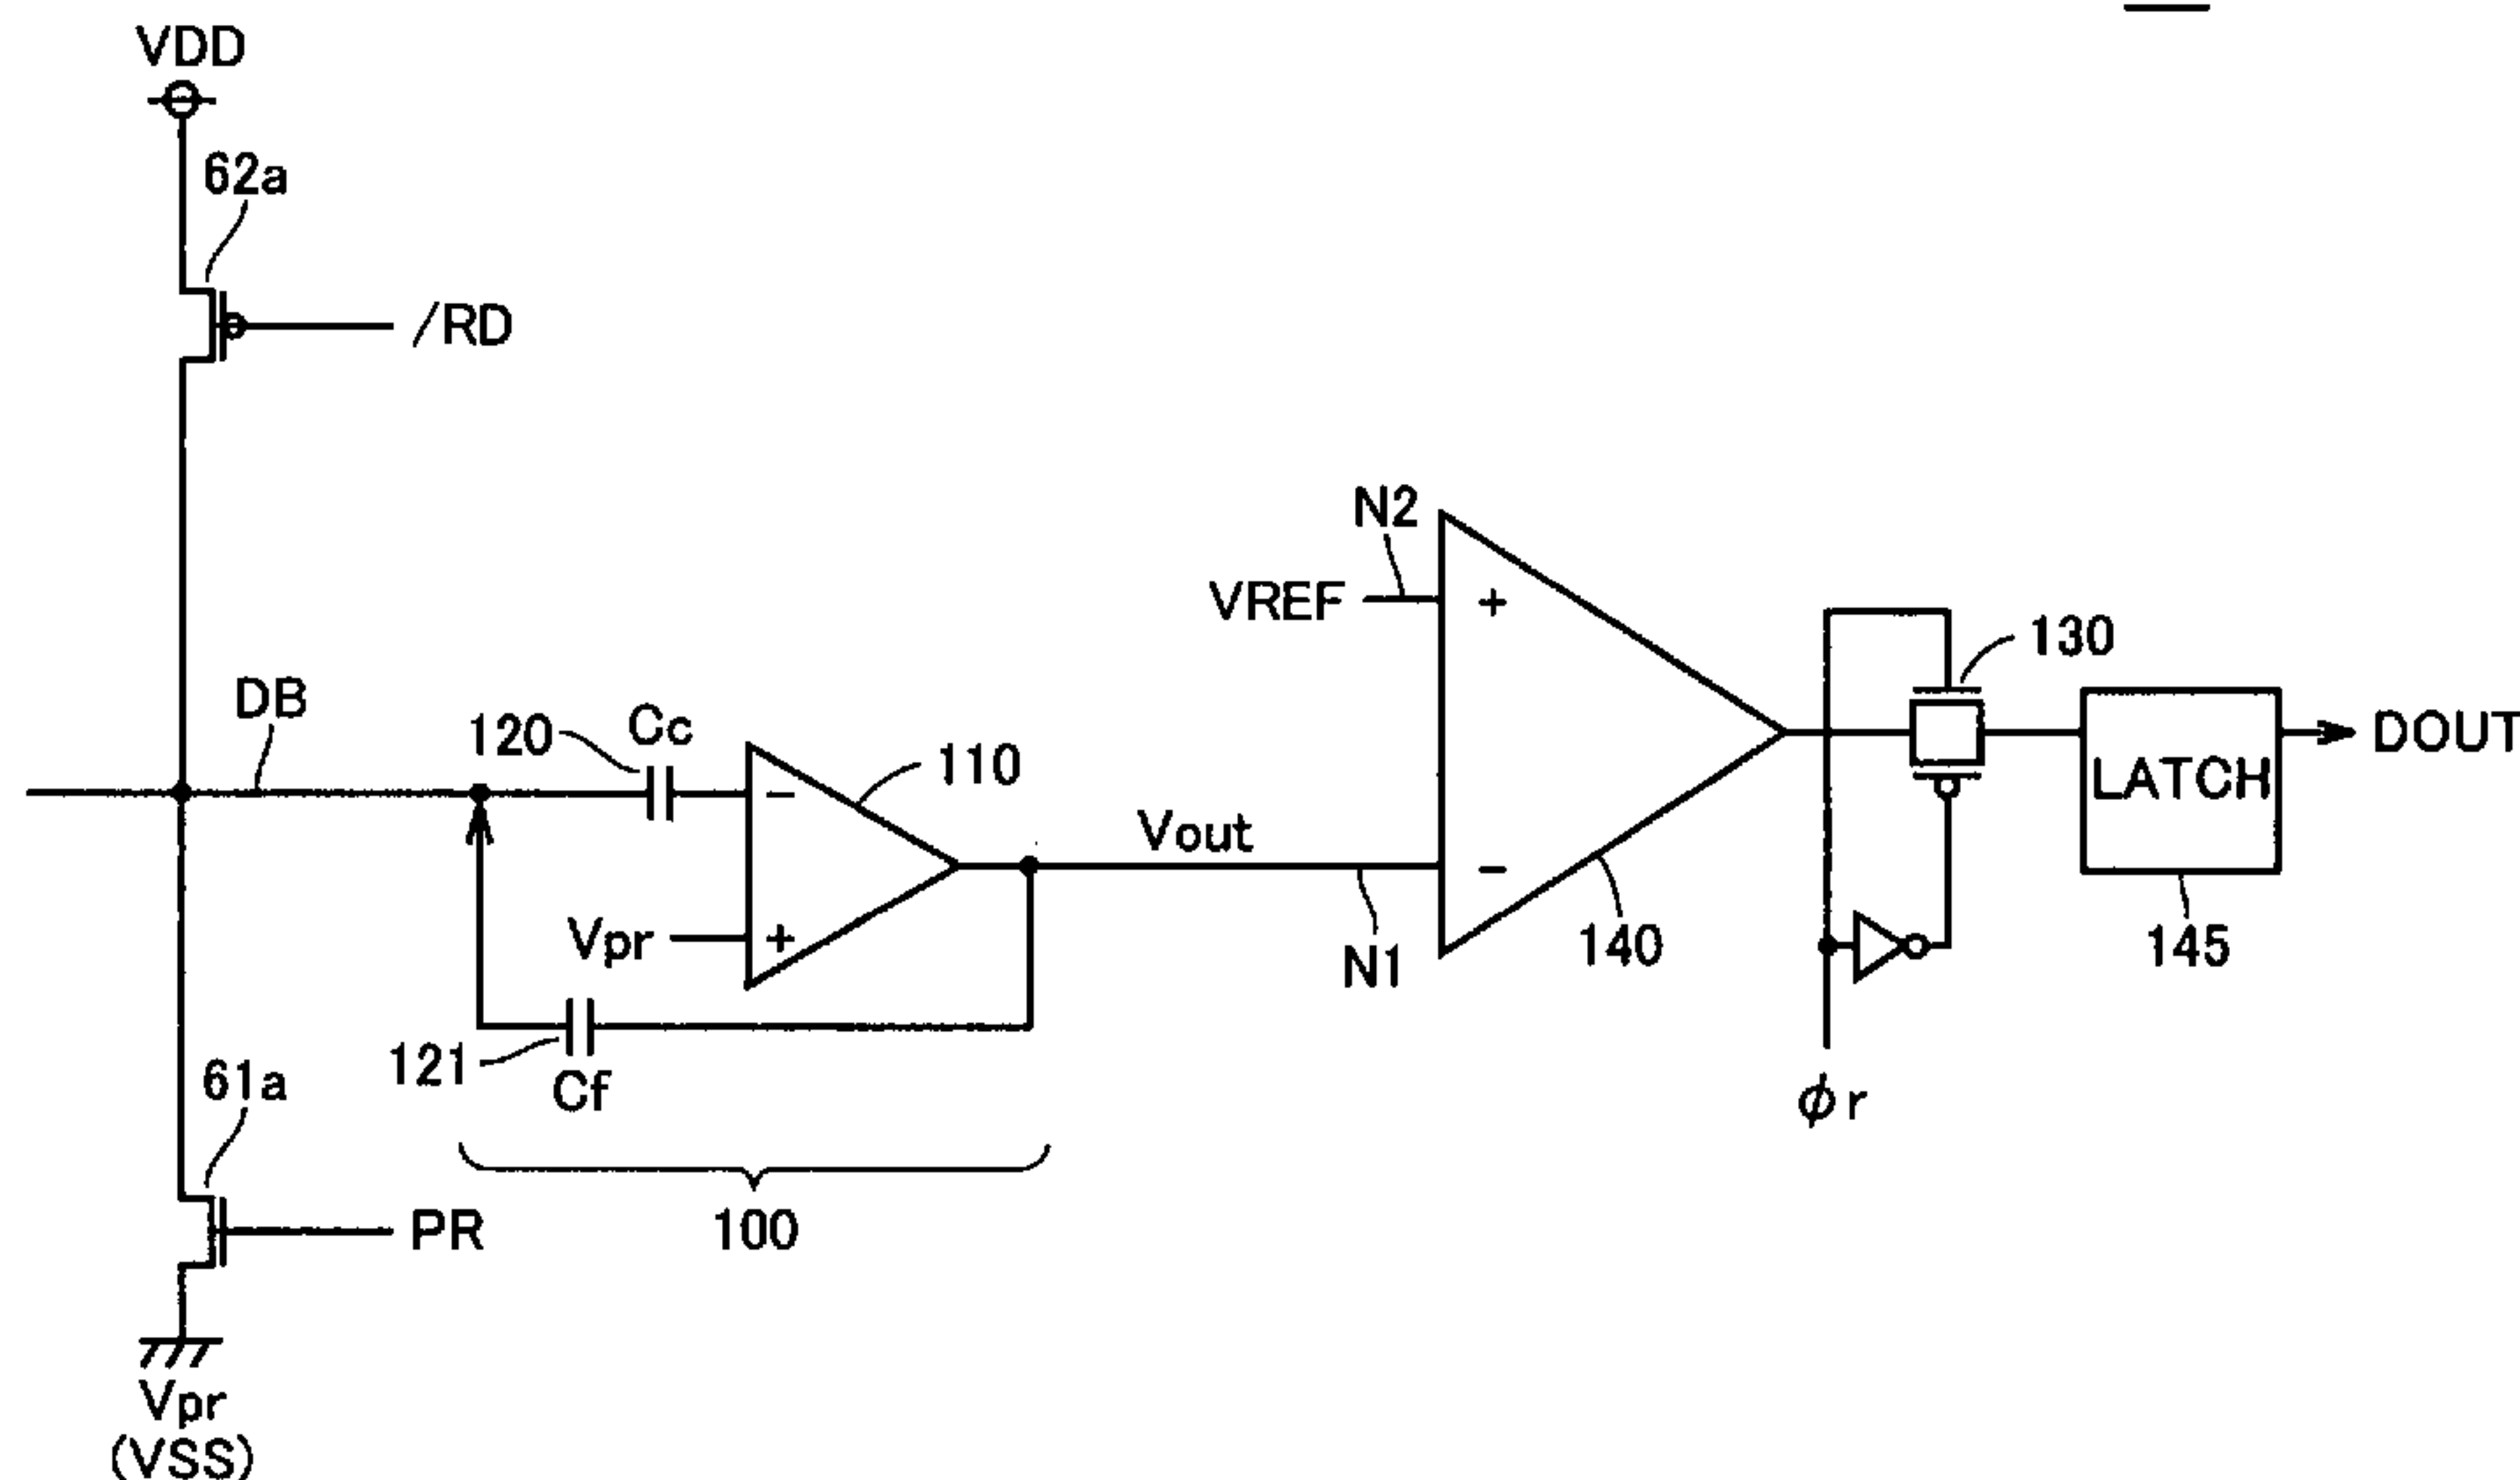 VDD
62a
/RD
N2
VREF
+
130
DB
120
Cc
110
-
Vout
LATCH
DOUT
Vpr
+
-
N1
140
145
121
Cf
61a
φr
PR
100
Vpr
(VSS)